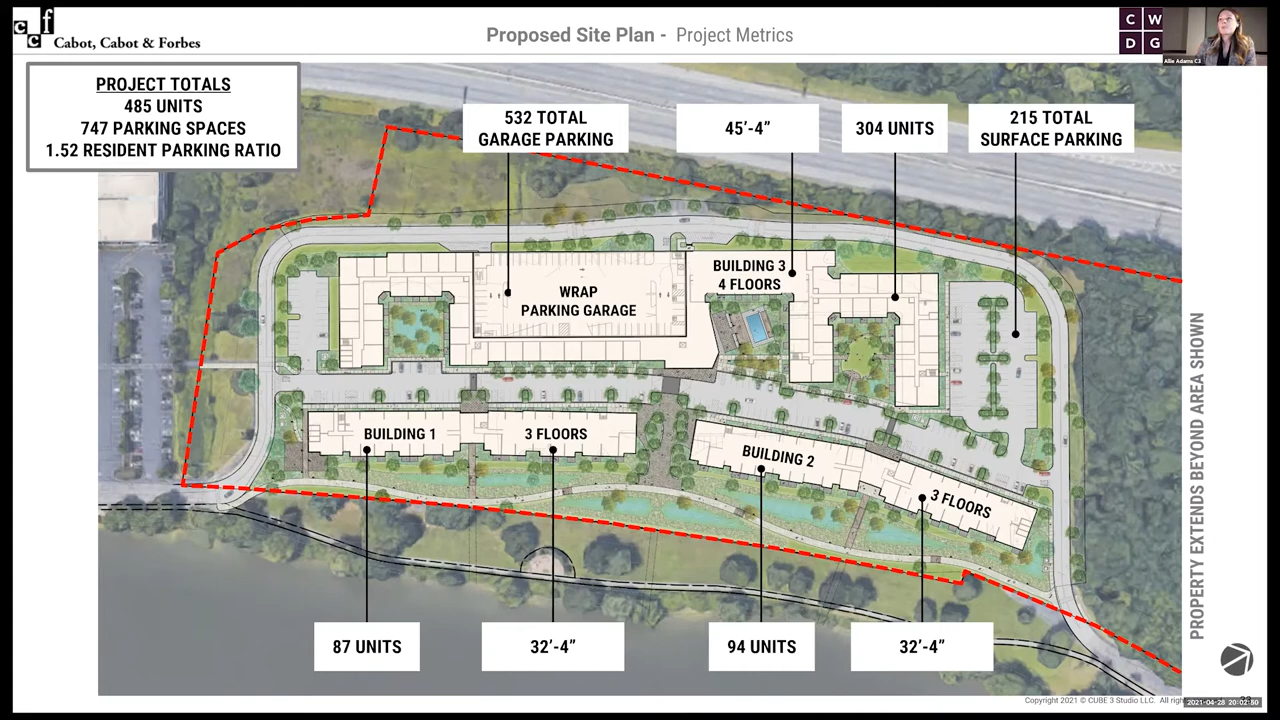 c f
c c
Cabot, Cabot & Forbes
Proposed Site Plan - Project Metrics
C W
D G
Allie Adams C3
PROJECT TOTALS
485 UNITS
747 PARKING SPACES
1.52 RESIDENT PARKING RATIO
532 TOTAL
GARAGE PARKING
45’-4”
304 UNITS
215 TOTAL
SURFACE PARKING
BUILDING 3
4 FLOORS
WRAP
PARKING GARAGE
BUILDING 1
3 FLOORS
BUILDING 2
3 FLOORS
87 UNITS
32’-4”
94 UNITS
32’-4”
PROPERTY EXTENDS BEYOND AREA SHOWN
Copyright 2021 © CUBE 3 Studio LLC. All
2021-04-28 20:02:50